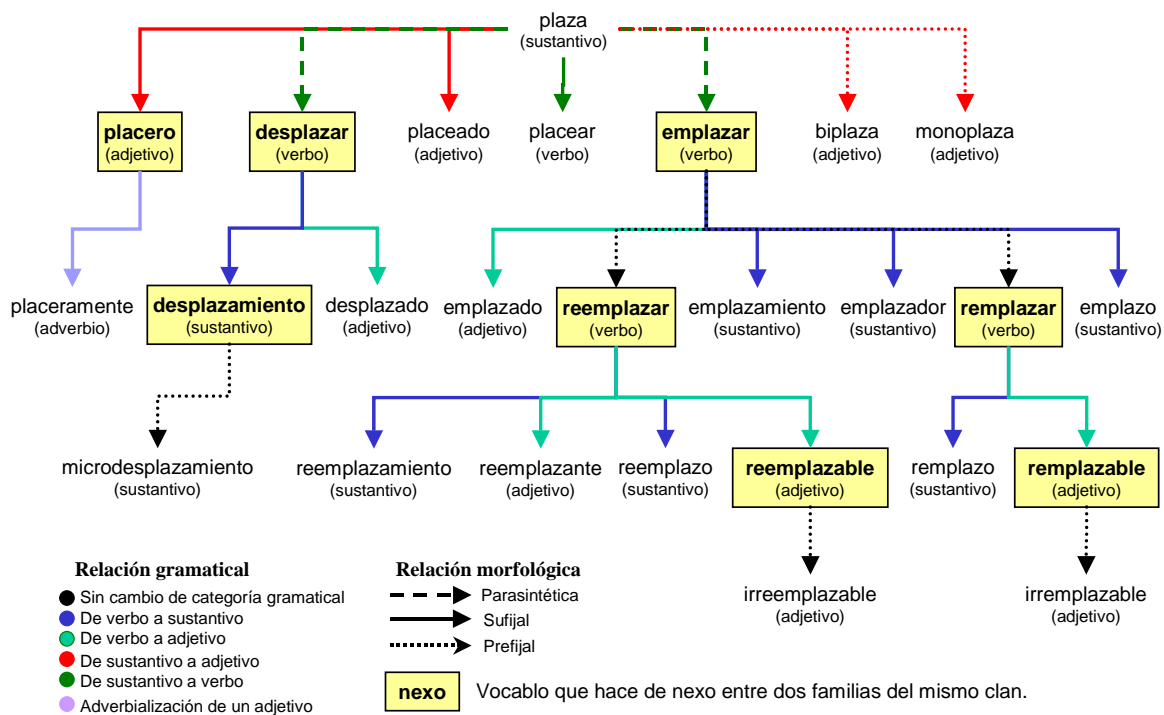 plaza
(sustantivo)
placero
(adjetivo)
desplazar
(verbo)
placeado
(adjetivo)
placear
(verbo)
emplazar
(verbo)
biplaza
(adjetivo)
monoplaza
(adjetivo)
placeramente
(adverbio)
desplazamiento
(sustantivo)
desplazado
(adjetivo)
emplazado
(adjetivo)
reemplazar
(verbo)
emplazamiento
(sustantivo)
emplazador
(sustantivo)
remplazar
(verbo)
emplazo
(sustantivo)
microdesplazamiento
(sustantivo)
reemplazamiento
(sustantivo)
reemplazante
(adjetivo)
reemplazo
(sustantivo)
reemplazable
(adjetivo)
remplazo
(sustantivo)
remplazable
(adjetivo)
irreemplazable
(adjetivo)
irremplazable
(adjetivo)
Relación gramatical
Sin cambio de categoría gramatical
De verbo a sustantivo
De verbo a adjetivo
De sustantivo a adjetivo
De sustantivo a verbo
Adverbialización de un adjetivo
Relación morfológica
Parasintética
Sufijal
Prefijal
nexo
Vocablo que hace de nexo entre dos familias del mismo clan.